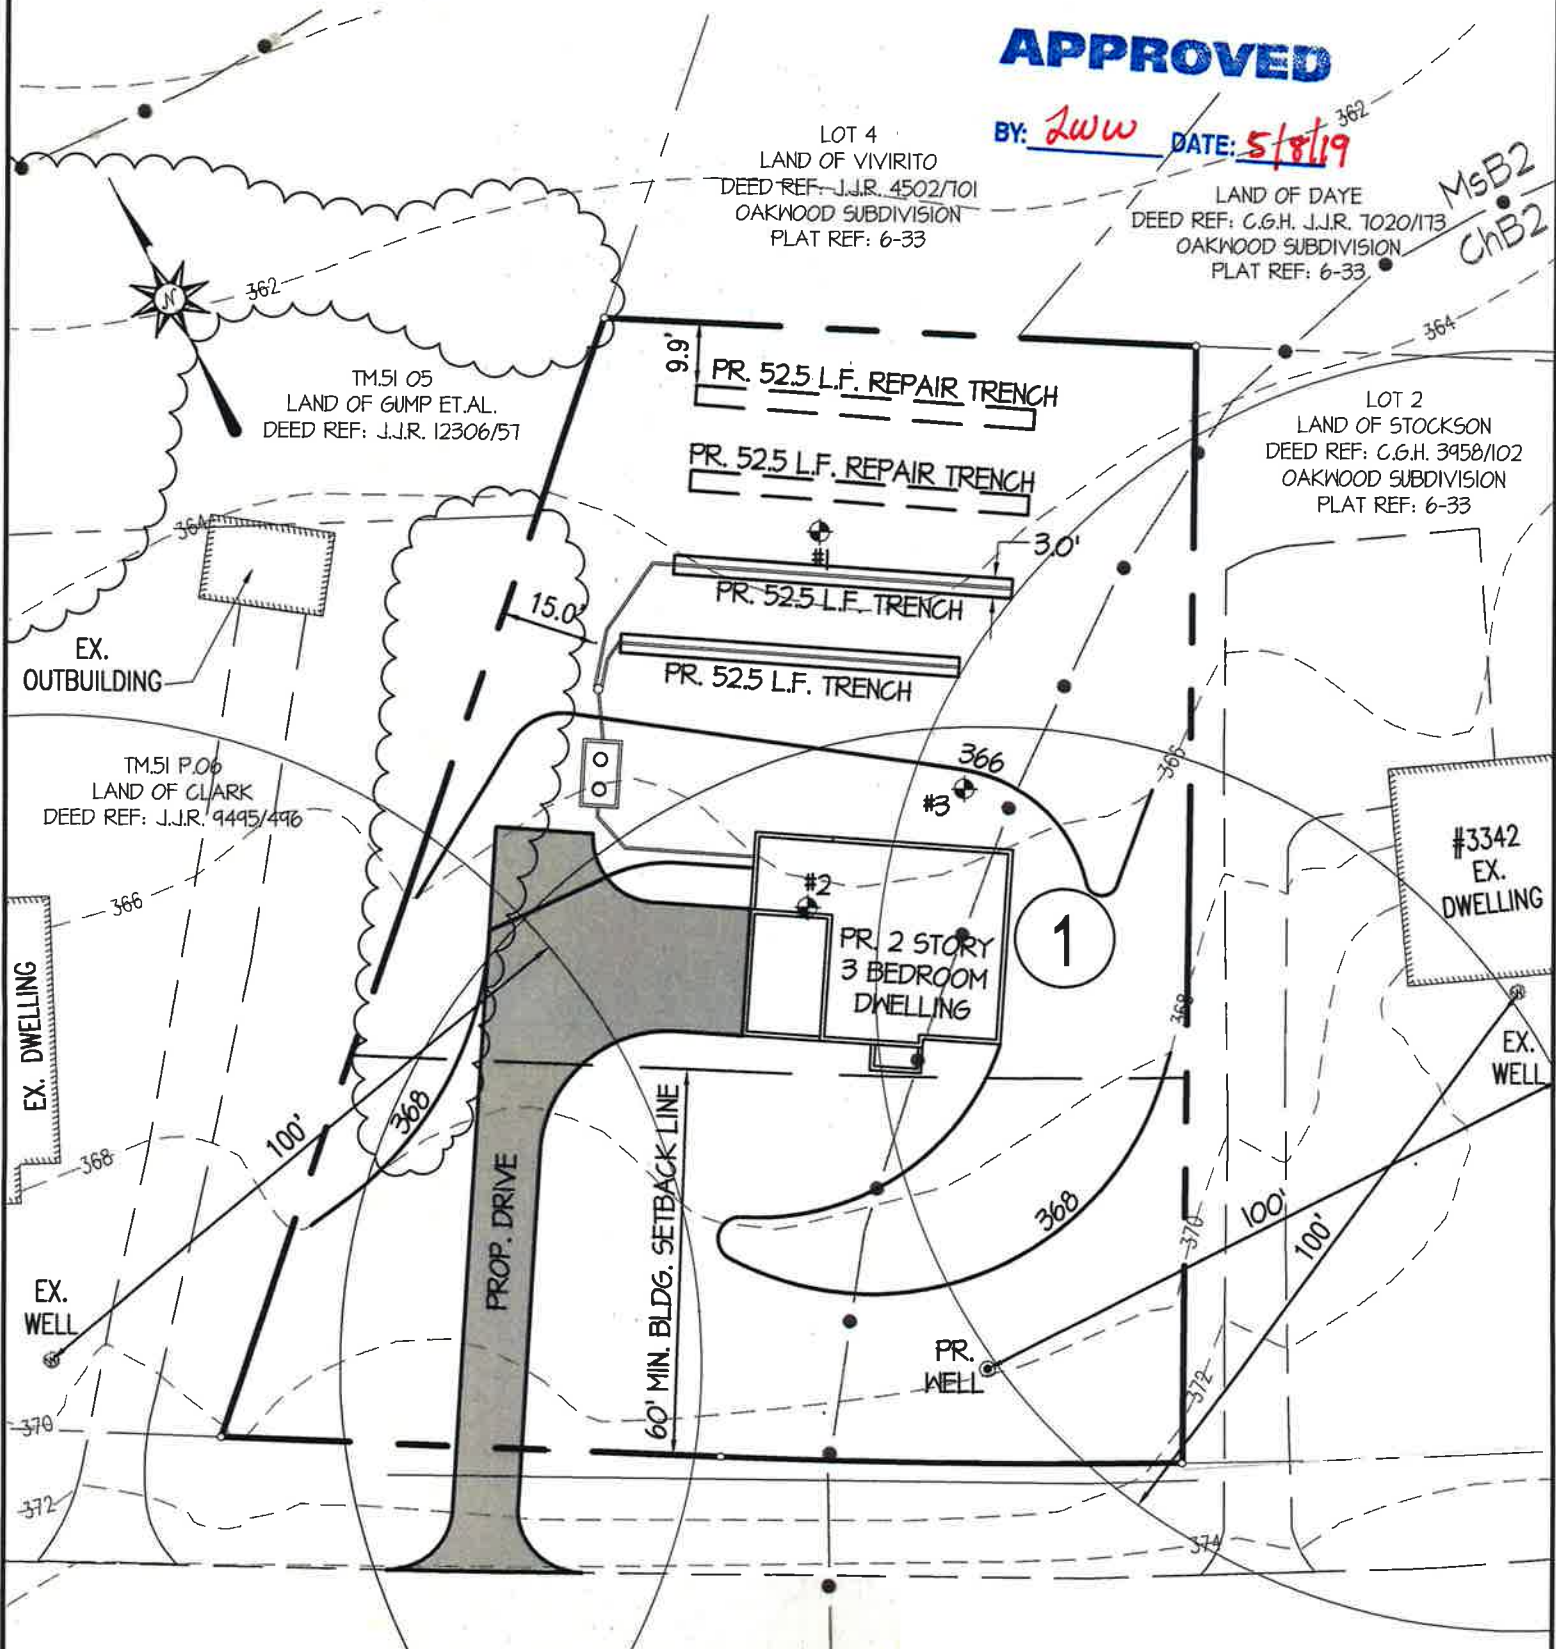 APPROVED
BY: LWW DATE: 5/8/19
362
LOT 4
LAND OF VIVIRITO
DEED REF: J.J.R. 4502/701
OAKWOOD SUBDIVISION
PLAT REF: 6-33
LAND OF DAYE
DEED REF: C.G.H. J.J.R. 7020/173
OAKWOOD SUBDIVISION
PLAT REF: 6-33
MsB2
ChB2
N
362
364
9.9'
PR. 52.5 L.F. REPAIR TRENCH
TM.51 05
LAND OF GUMP ET.AL.
DEED REF: J.J.R. 12306/57
LOT 2
LAND OF STOCKSON
DEED REF: C.G.H. 3958/102
OAKWOOD SUBDIVISION
PLAT REF: 6-33
PR. 52.5 L.F. REPAIR TRENCH
364
#1
3.0'
PR. 52.5 L.F. TRENCH
15.0'
EX.
OUTBUILDING
PR. 52.5 L.F. TRENCH
366
366
TM.51 P.06
LAND OF CLARK
DEED REF: J.J.R. 9495/496
#3
#3342
EX.
DWELLING
366
#2
1
PR. 2 STORY
3 BEDROOM
DWELLING
EX. DWELLING
368
EX.
WELL
100'
368
368
60' MIN. BLDG. SETBACK LINE
PROP. DRIVE
368
100'
100'
370
EX.
WELL
PR.
WELL
372
370
372
374